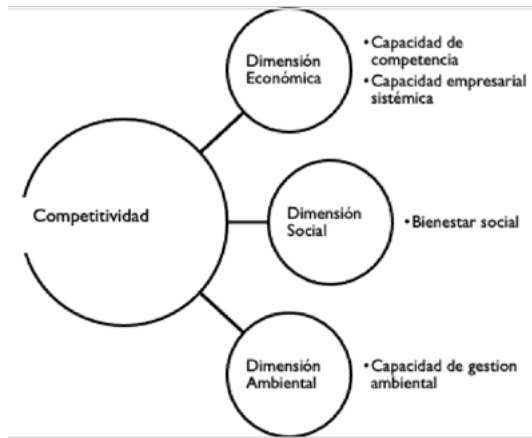 Competitividad
Dimensión
Económica
•Capacidad de
competencia
•Capacidad empresarial
sistémica
Dimensión
Social
•Bienestar social
Dimensión
Ambiental
•Capacidad de gestion
ambiental